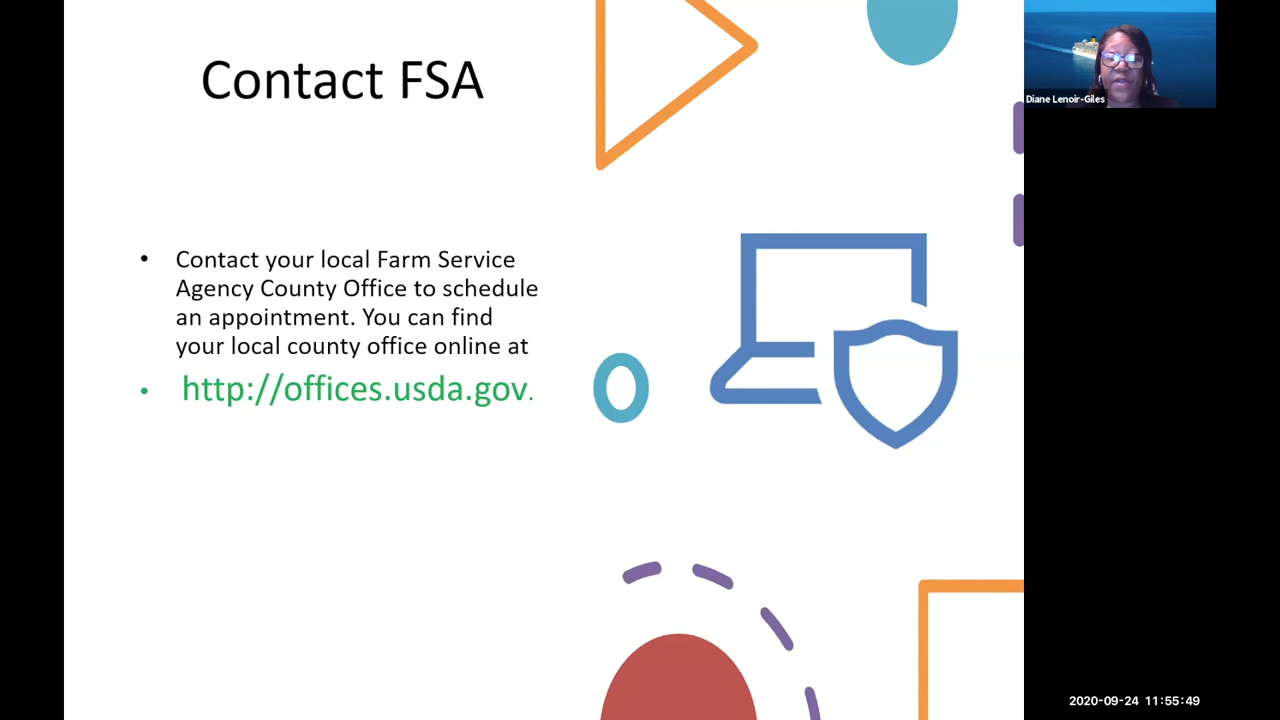 Contact FSA
Diane Lenoir-Giles
• Contact your local Farm Service
Agency County Office to schedule
an appointment. You can find
your local county office online at
• http://offices.usda.gov.
2020-09-24 11:55:49